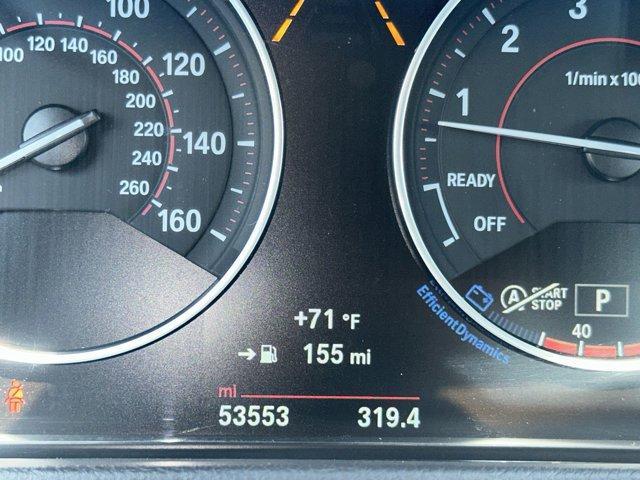 100
120
140
160
100 120 140
160
180
200
220
240
260
1
2
3
1/min x 100
READY
OFF
A START
STOP
P
EfficientDynamics
40
+71 °F
155 mi
mi
53553 319.4